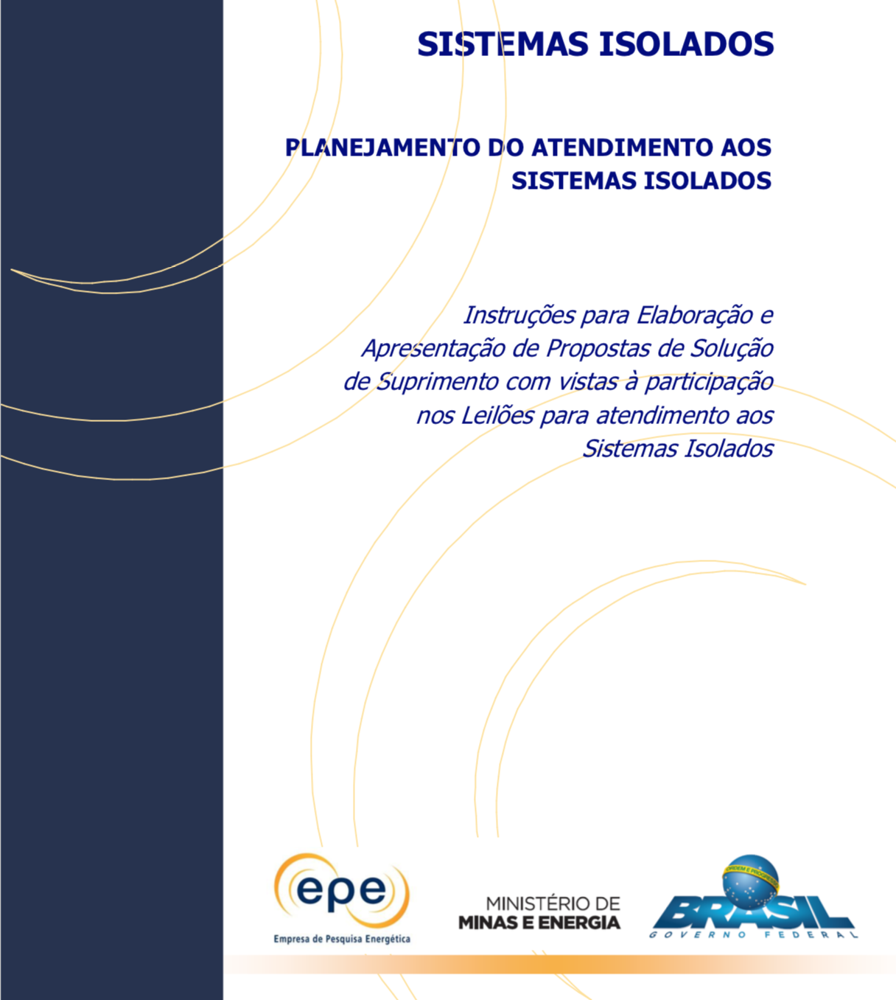 SISTEMAS ISOLADOS
PLANEJAMENTO DO ATENDIMENTO AOS
SISTEMAS ISOLADOS
Instruções para Elaboração e
Apresentação de Propostas de Solução
de Suprimento com vistas à participação
nos Leilões para atendimento aos
Sistemas Isolados
epe
Empresa de Pesquisa Energética
MINISTÉRIO DE
MINAS E ENERGIA
ORDEM E PROGRESSO
BRASIL
GOVERNO FEDERAL